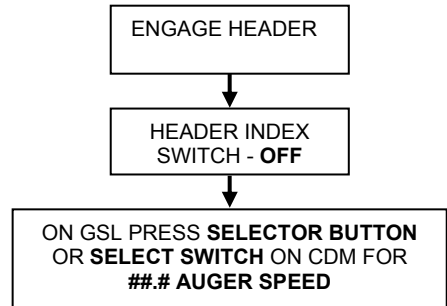 ENGAGE HEADER
HEADER INDEX
SWITCH - OFF
ON GSL PRESS SELECTOR BUTTON
OR SELECT SWITCH ON CDM FOR
##.# AUGER SPEED